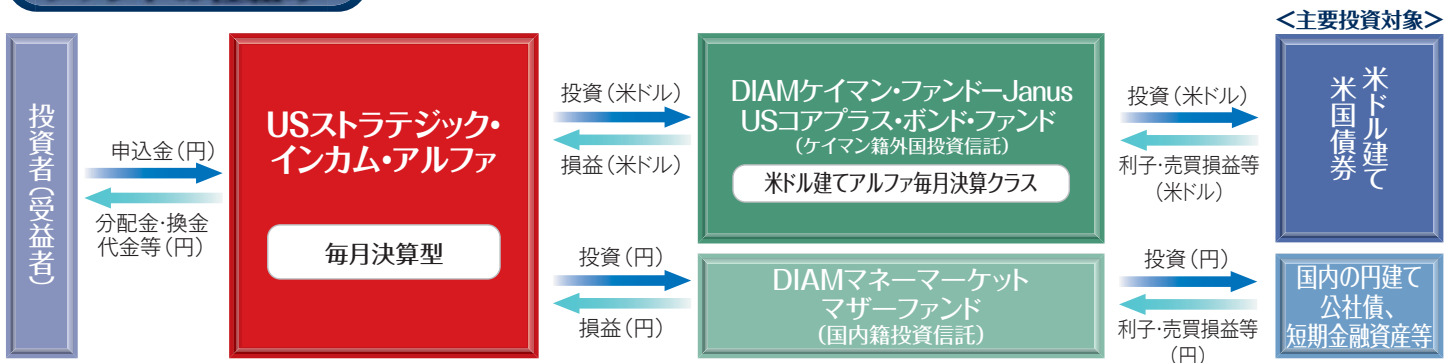 <主要投資対象>
投資者(受益者)
申込金(円)
分配金・換金
代金等(円)
USストラテジック・
インカム・アルファ
毎月決算型
投資(米ドル)
損益(米ドル)
投資(円)
損益(円)
DIAMケイマン・ファンドーJanus
USコアプラス・ボンド・ファンド
(ケイマン籍外国投資信託)
米ドル建てアルファ毎月決算クラス
DIAMマネーマーケット
マザーファンド
(国内籍投資信託)
投資(米ドル)
利子・売買損益等
(米ドル)
投資(円)
利子・売買損益等
(円)
米ドル建て
米国債券
国内の円建て
公社債、
短期金融資産等